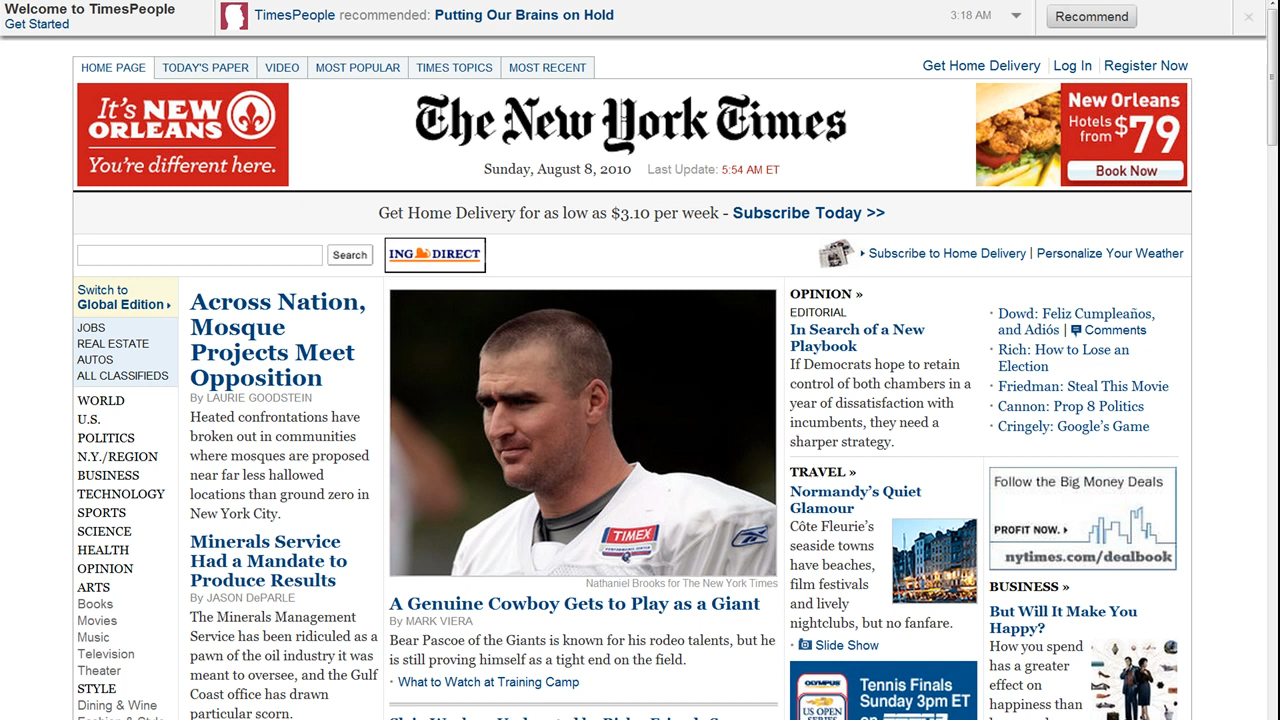 Welcome to TimesPeople
Get Started
TimesPeople recommended: Putting Our Brains on Hold
3:18 AM
Recommend
HOME PAGE
TODAY'S PAPER
VIDEO
MOST POPULAR
TIMES TOPICS
MOST RECENT
Get Home Delivery
Log In
Register Now
It's NEW
ORLEANS
You're different here.
The New York Times
Sunday, August 8, 2010 Last Update: 5:54 AM ET
New Orleans
Hotels
from $79
Book Now
Get Home Delivery for as low as $3.10 per week - Subscribe Today >>
Search
ING DIRECT
Subscribe to Home Delivery | Personalize Your Weather
Switch to
Global Edition
JOBS
REAL ESTATE
AUTOS
ALL CLASSIFIEDS
WORLD
U.S.
POLITICS
N.Y./REGION
BUSINESS
TECHNOLOGY
SPORTS
SCIENCE
HEALTH
OPINION
ARTS
Books
Movies
Music
Television
Theater
STYLE
Dining & Wine
Fashion & Style
Across Nation,
Mosque
Projects Meet
Opposition
By LAURIE GOODSTEIN
Heated confrontations have
broken out in communities
where mosques are proposed
near far less hallowed
locations than ground zero in
New York City.
Minerals Service
Had a Mandate to
Produce Results
By JASON DePARLE
The Minerals Management
Service has been ridiculed as a
pawn of the oil industry it was
meant to oversee, and the Gulf
Coast office has drawn
particular scorn.
TIMEX
Nathaniel Brooks for The New York Times
A Genuine Cowboy Gets to Play as a Giant
By MARK VIERA
Bear Pascoe of the Giants is known for his rodeo talents, but he
is still proving himself as a tight end on the field.
What to Watch at Training Camp
OPINION »
EDITORIAL
In Search of a New
Playbook
If Democrats hope to retain
control of both chambers in a
year of dissatisfaction with
incumbents, they need a
sharper strategy.
Dowd: Feliz Cumpleaños,
and Adiós | Comments
Rich: How to Lose an
Election
Friedman: Steal This Movie
Cannon: Prop 8 Politics
Cringely: Google's Game
TRAVEL »
Normandy's Quiet
Glamour
Côte Fleurie's
seaside towns
have beaches,
film festivals
and lively
nightclubs, but no fanfare.
Slide Show
OLYMPUS
US OPEN
SERIES
Tennis Finals
Sunday 3pm ET
on
Follow the Big Money Deals
PROFIT NOW.
nytimes.com/dealbook
BUSINESS »
But Will It Make You
Happy?
How you spend
has a greater
effect on
happiness than